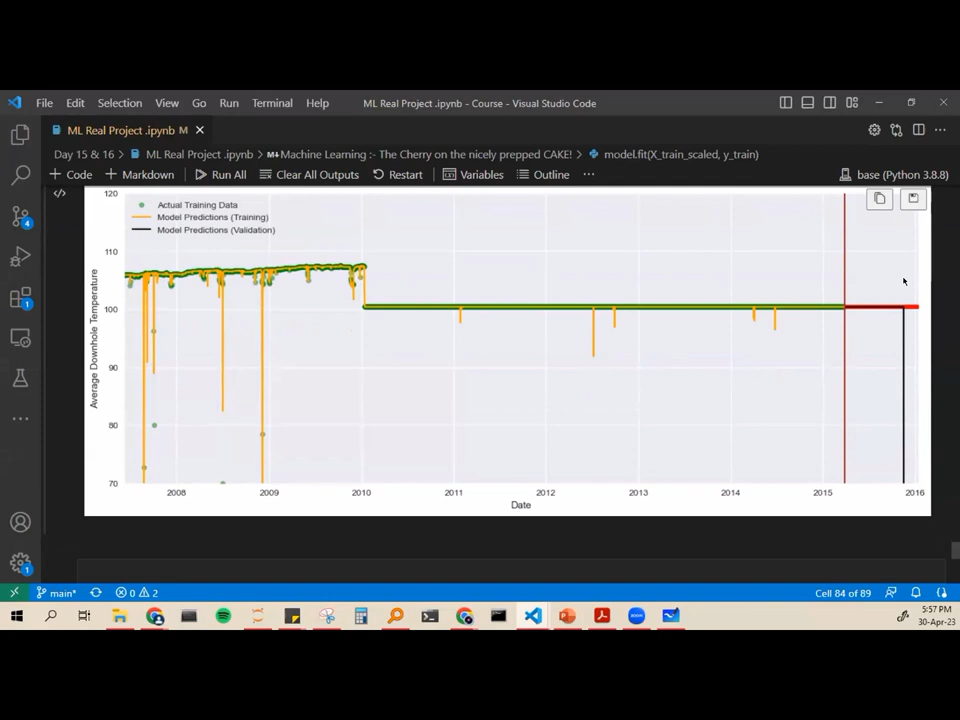 File Edit Selection View Go Run Terminal Help ML Real Project .ipynb - Course - Visual Studio Code
ML Real Project .ipynb M
Day 15 & 16 > ML Real Project .ipynb > M↓Machine Learning :- The Cherry on the nicely prepped CAKE! > model.fit(X_train_scaled, y_train)
+ Code + Markdown Run All Clear All Outputs Restart Variables Outline ··· base (Python 3.8.8)
Actual Training Data
Model Predictions (Training)
Model Predictions (Validation)
120
110
100
90
80
70
Average Downhole Temperature
2008 2009 2010 2011 2012 2013 2014 2015 2016
Date
4
1
1
main* 0 2 Cell 84 of 89
5:57 PM
30-Apr-23